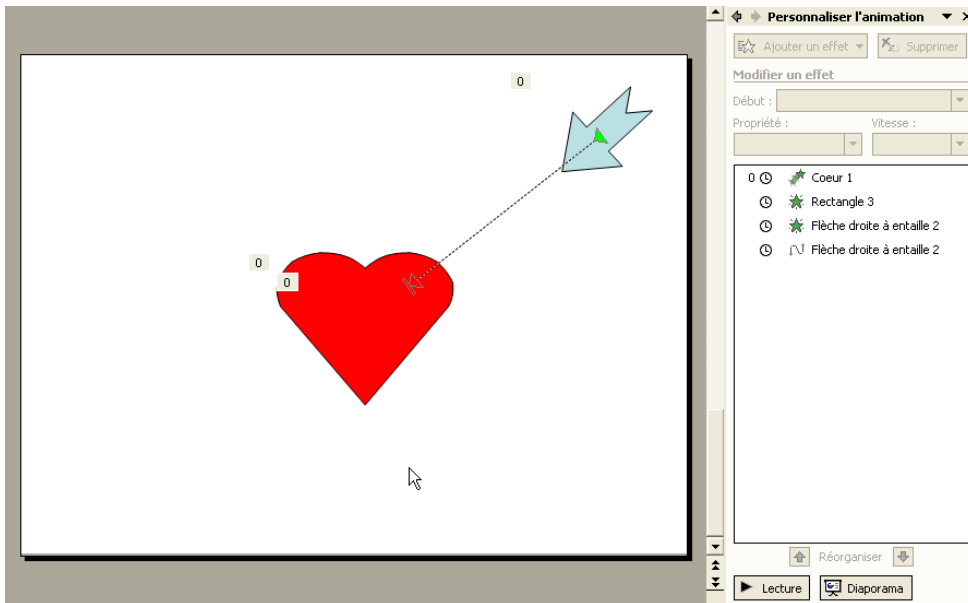 Personnaliser l'animation
Ajouter un effet
Supprimer
Modifier un effet
Début :
Propriété :
Vitesse :
0 Coeur 1
Rectangle 3
Flèche droite à entaille 2
Flèche droite à entaille 2
Réorganiser
Lecture
Diaporama
0
0
0